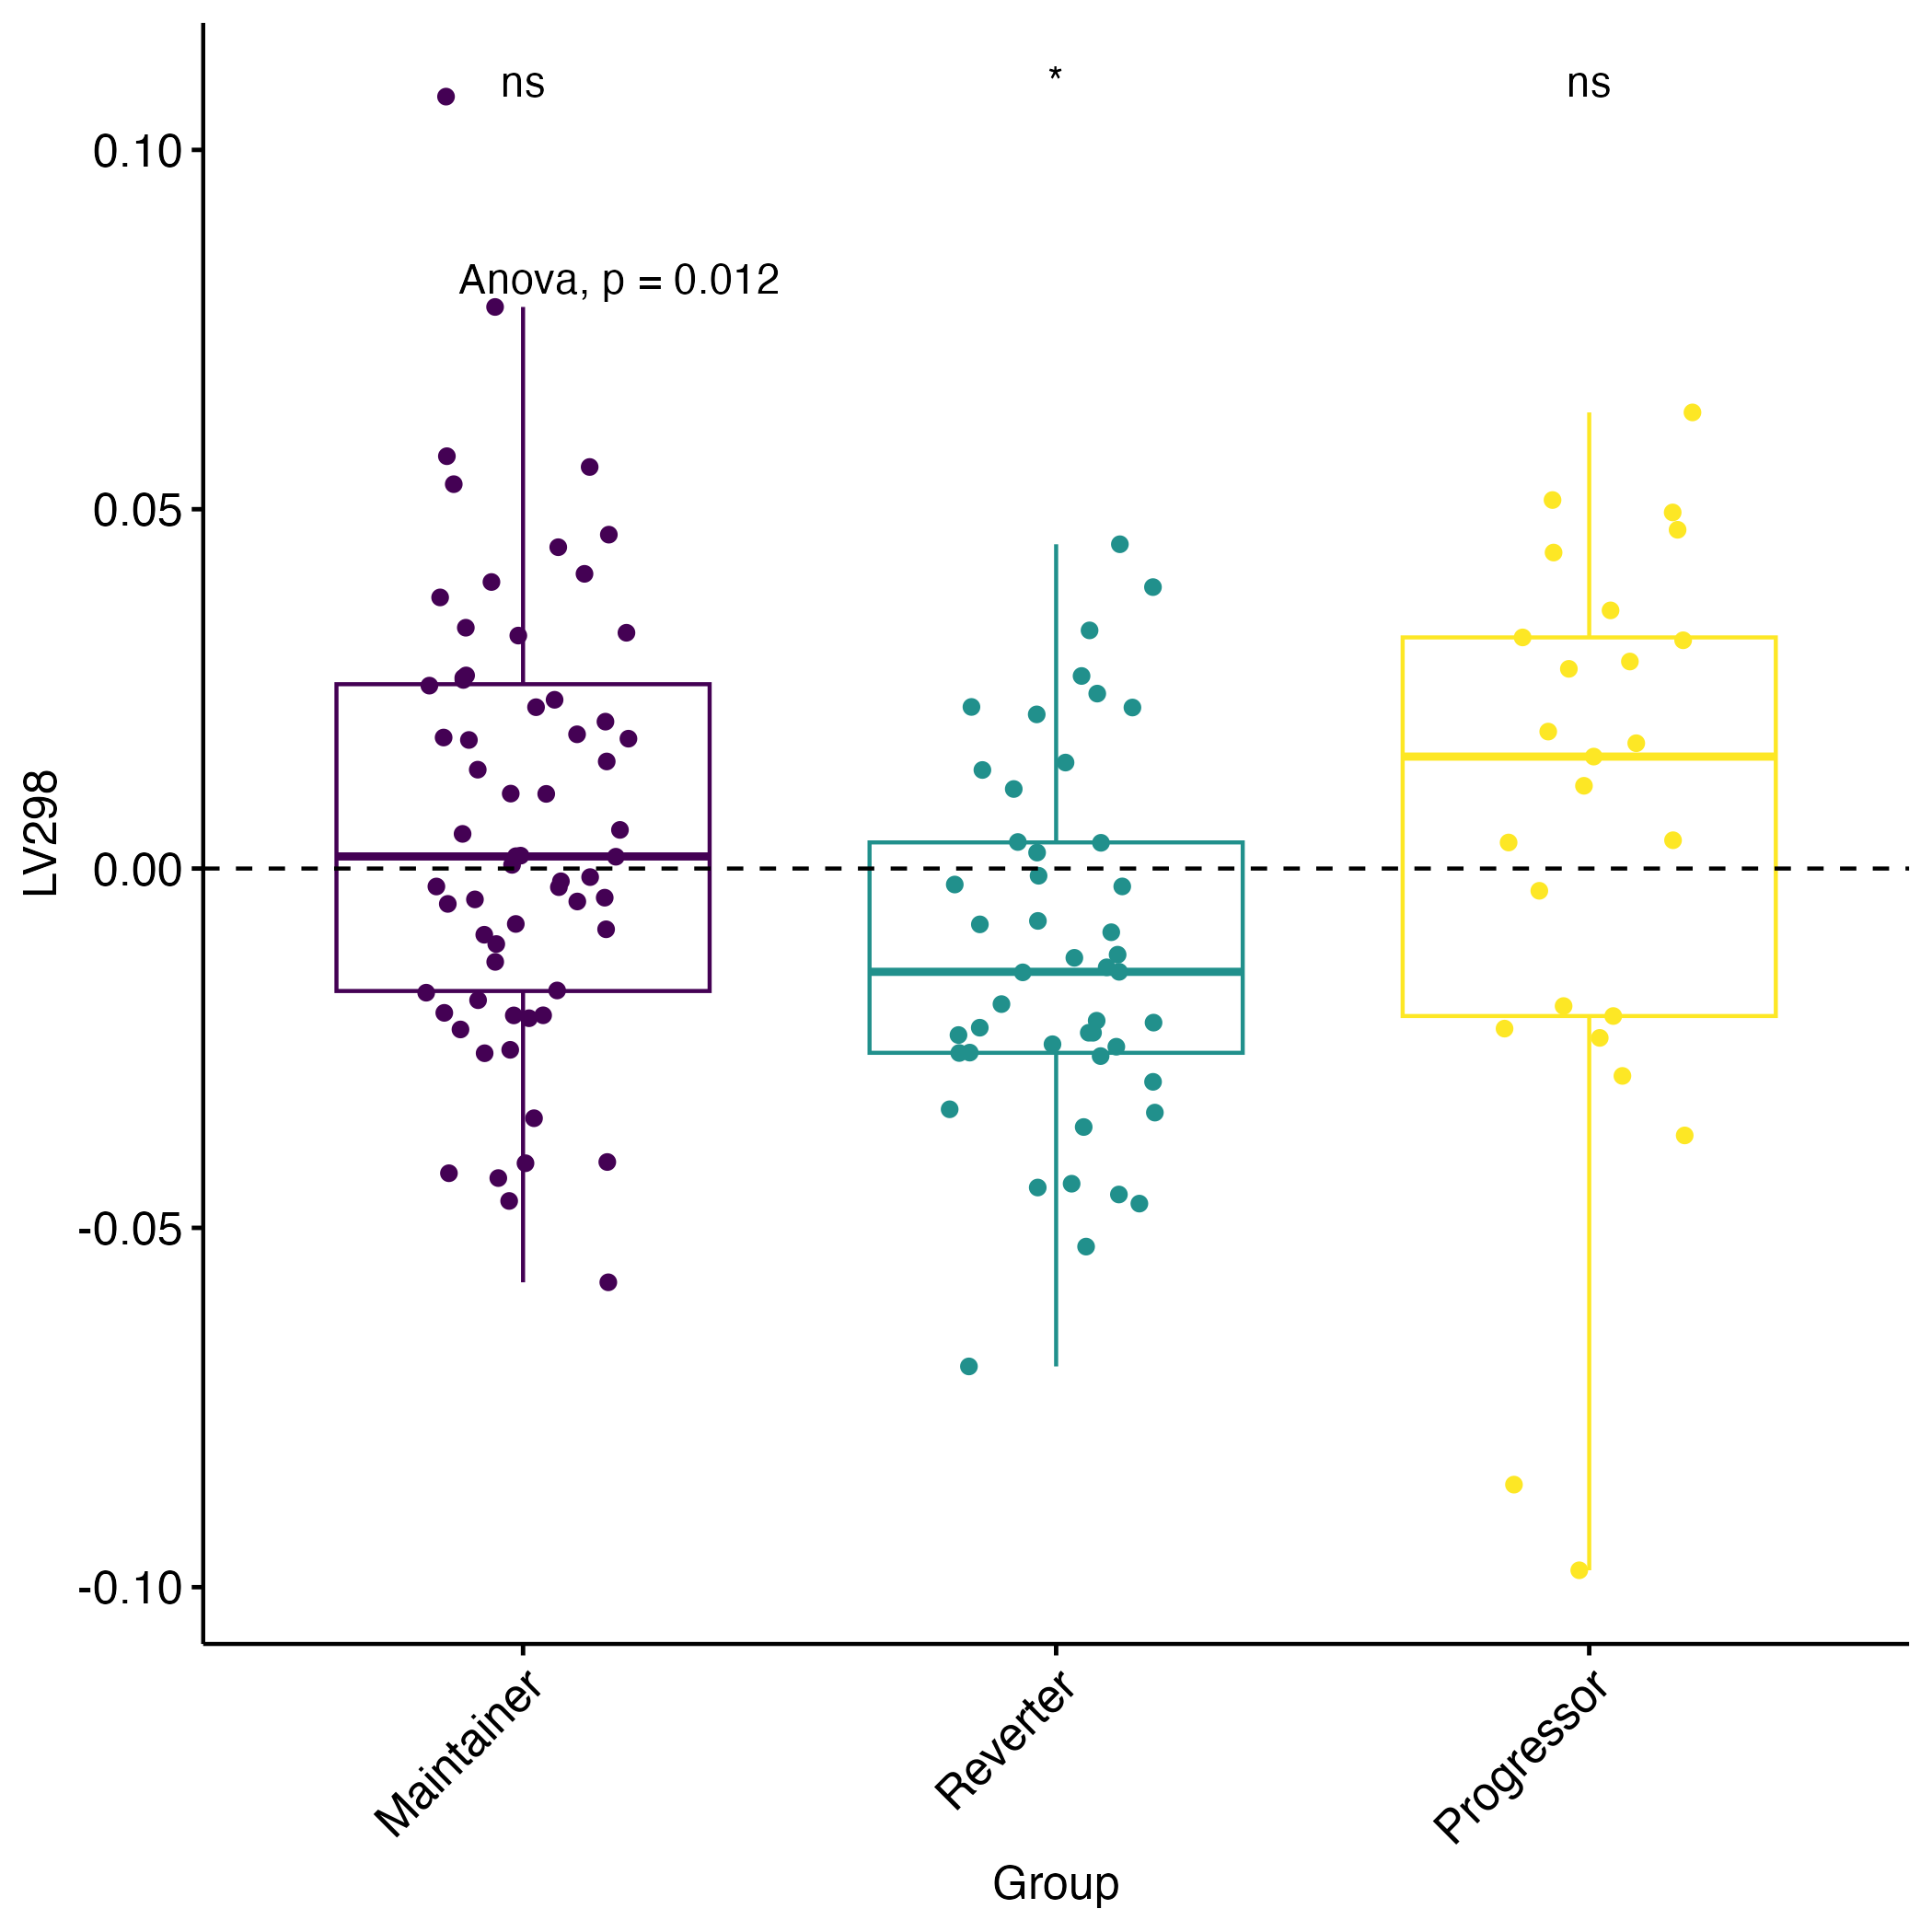 ns * ns
Anova, p = 0.012
0.10
0.05
0.00
-0.05
-0.10
LV298
Maintainer
Reverter
Progressor
Group